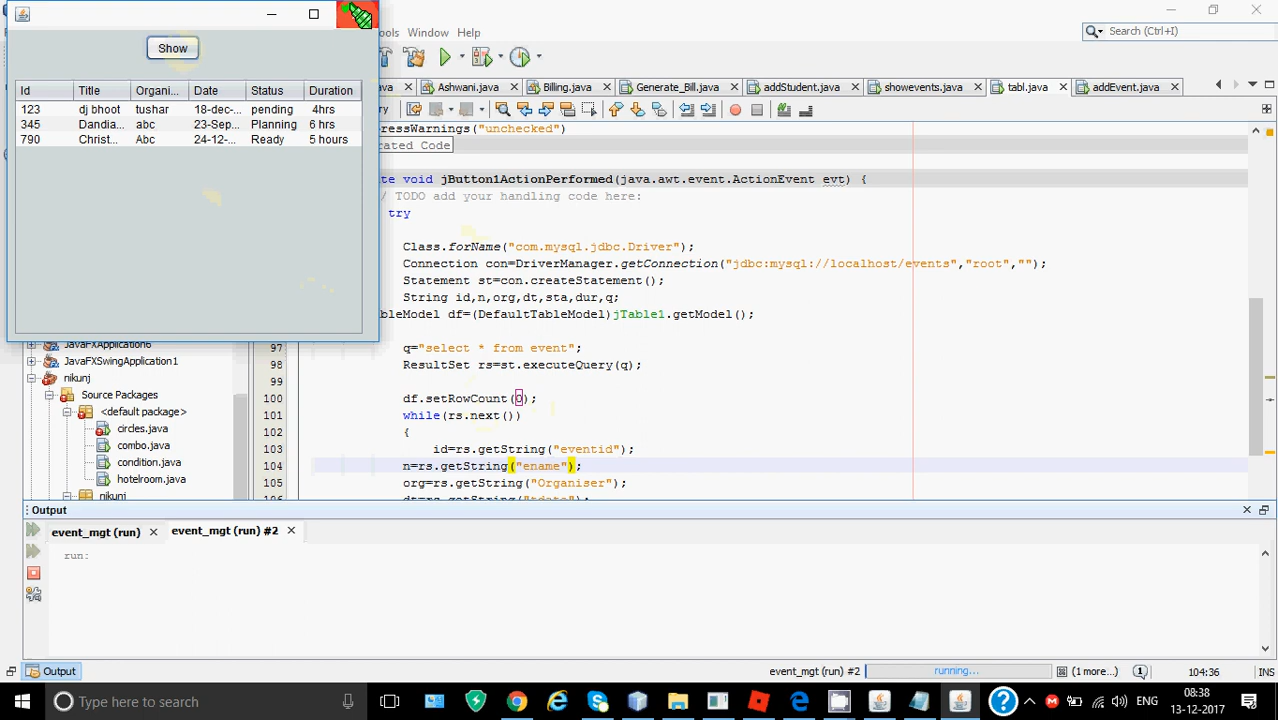 Show
Id Title Organi... Date Status Duration
123 dj bhoot tushar 18-dec-... pending 4hrs
345 Dandia... abc 23-Sep... Planning 6 hrs
790 Christ... Abc 24-12-... Ready 5 hours
Window Help
Search (Ctrl+I)
Ashwani.java Billing.java Generate_Bill.java addStudent.java showevents.java tabl.java addEvent.java
ressWarnings("unchecked")
rated Code
te void jButton1ActionPerformed(java.awt.event.ActionEvent evt) {
/ TODO add your handling code here:
try
Class.forName("com.mysql.jdbc.Driver");
Connection con=DriverManager.getConnection("jdbc:mysql://localhost/events","root","");
Statement st=con.createStatement();
String id,n,org,dt,sta,dur,q;
ableModel df=(DefaultTableModel)jTable1.getModel();
97 q="select * from event";
98 ResultSet rs=st.executeQuery(q);
99
100 df.setRowCount(0);
101 while(rs.next())
102 {
103 id=rs.getString("eventid");
104 n=rs.getString("ename");
105 org=rs.getString("Organiser");
JavaFXApplication6
JavaFXSwingApplication1
nikunj
Source Packages
<default package>
circles.java
combo.java
condition.java
hotelroom.java
nikunj
Output
event_mgt (run) event_mgt (run) #2
run:
Output event_mgt (run) #2 running... (1 more...) 1 104:36 INS
Type here to search
ENG
08:38
13-12-2017